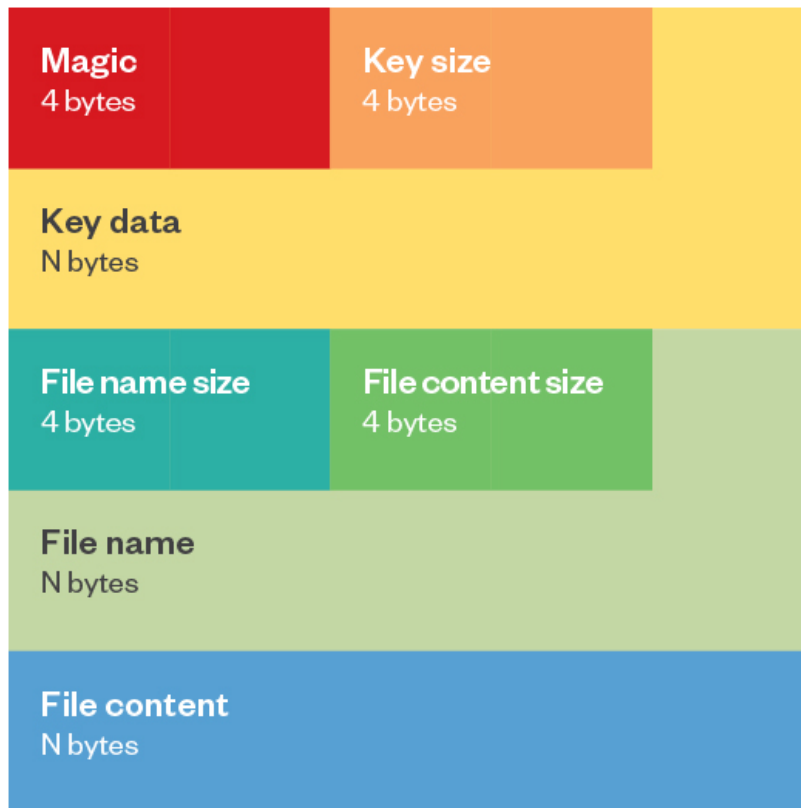 Magic
4 bytes
Key size
4 bytes
Key data
N bytes
File name size
4 bytes
File content size
4 bytes
File name
N bytes
File content
N bytes